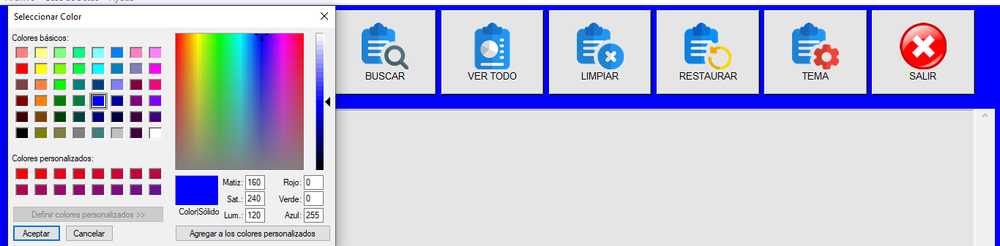 Seleccionar Color
Colores básicos:
Colores personalizados:
Definir colores personalizados >>
Aceptar
Cancelar
Matiz: 160
Sat.: 240
Lum.: 120
Rojo: 0
Verde: 0
Azul: 255
Color|Sólido
Agregar a los colores personalizados
BUSCAR
VER TODO
LIMPIAR
RESTAURAR
TEMA
SALIR